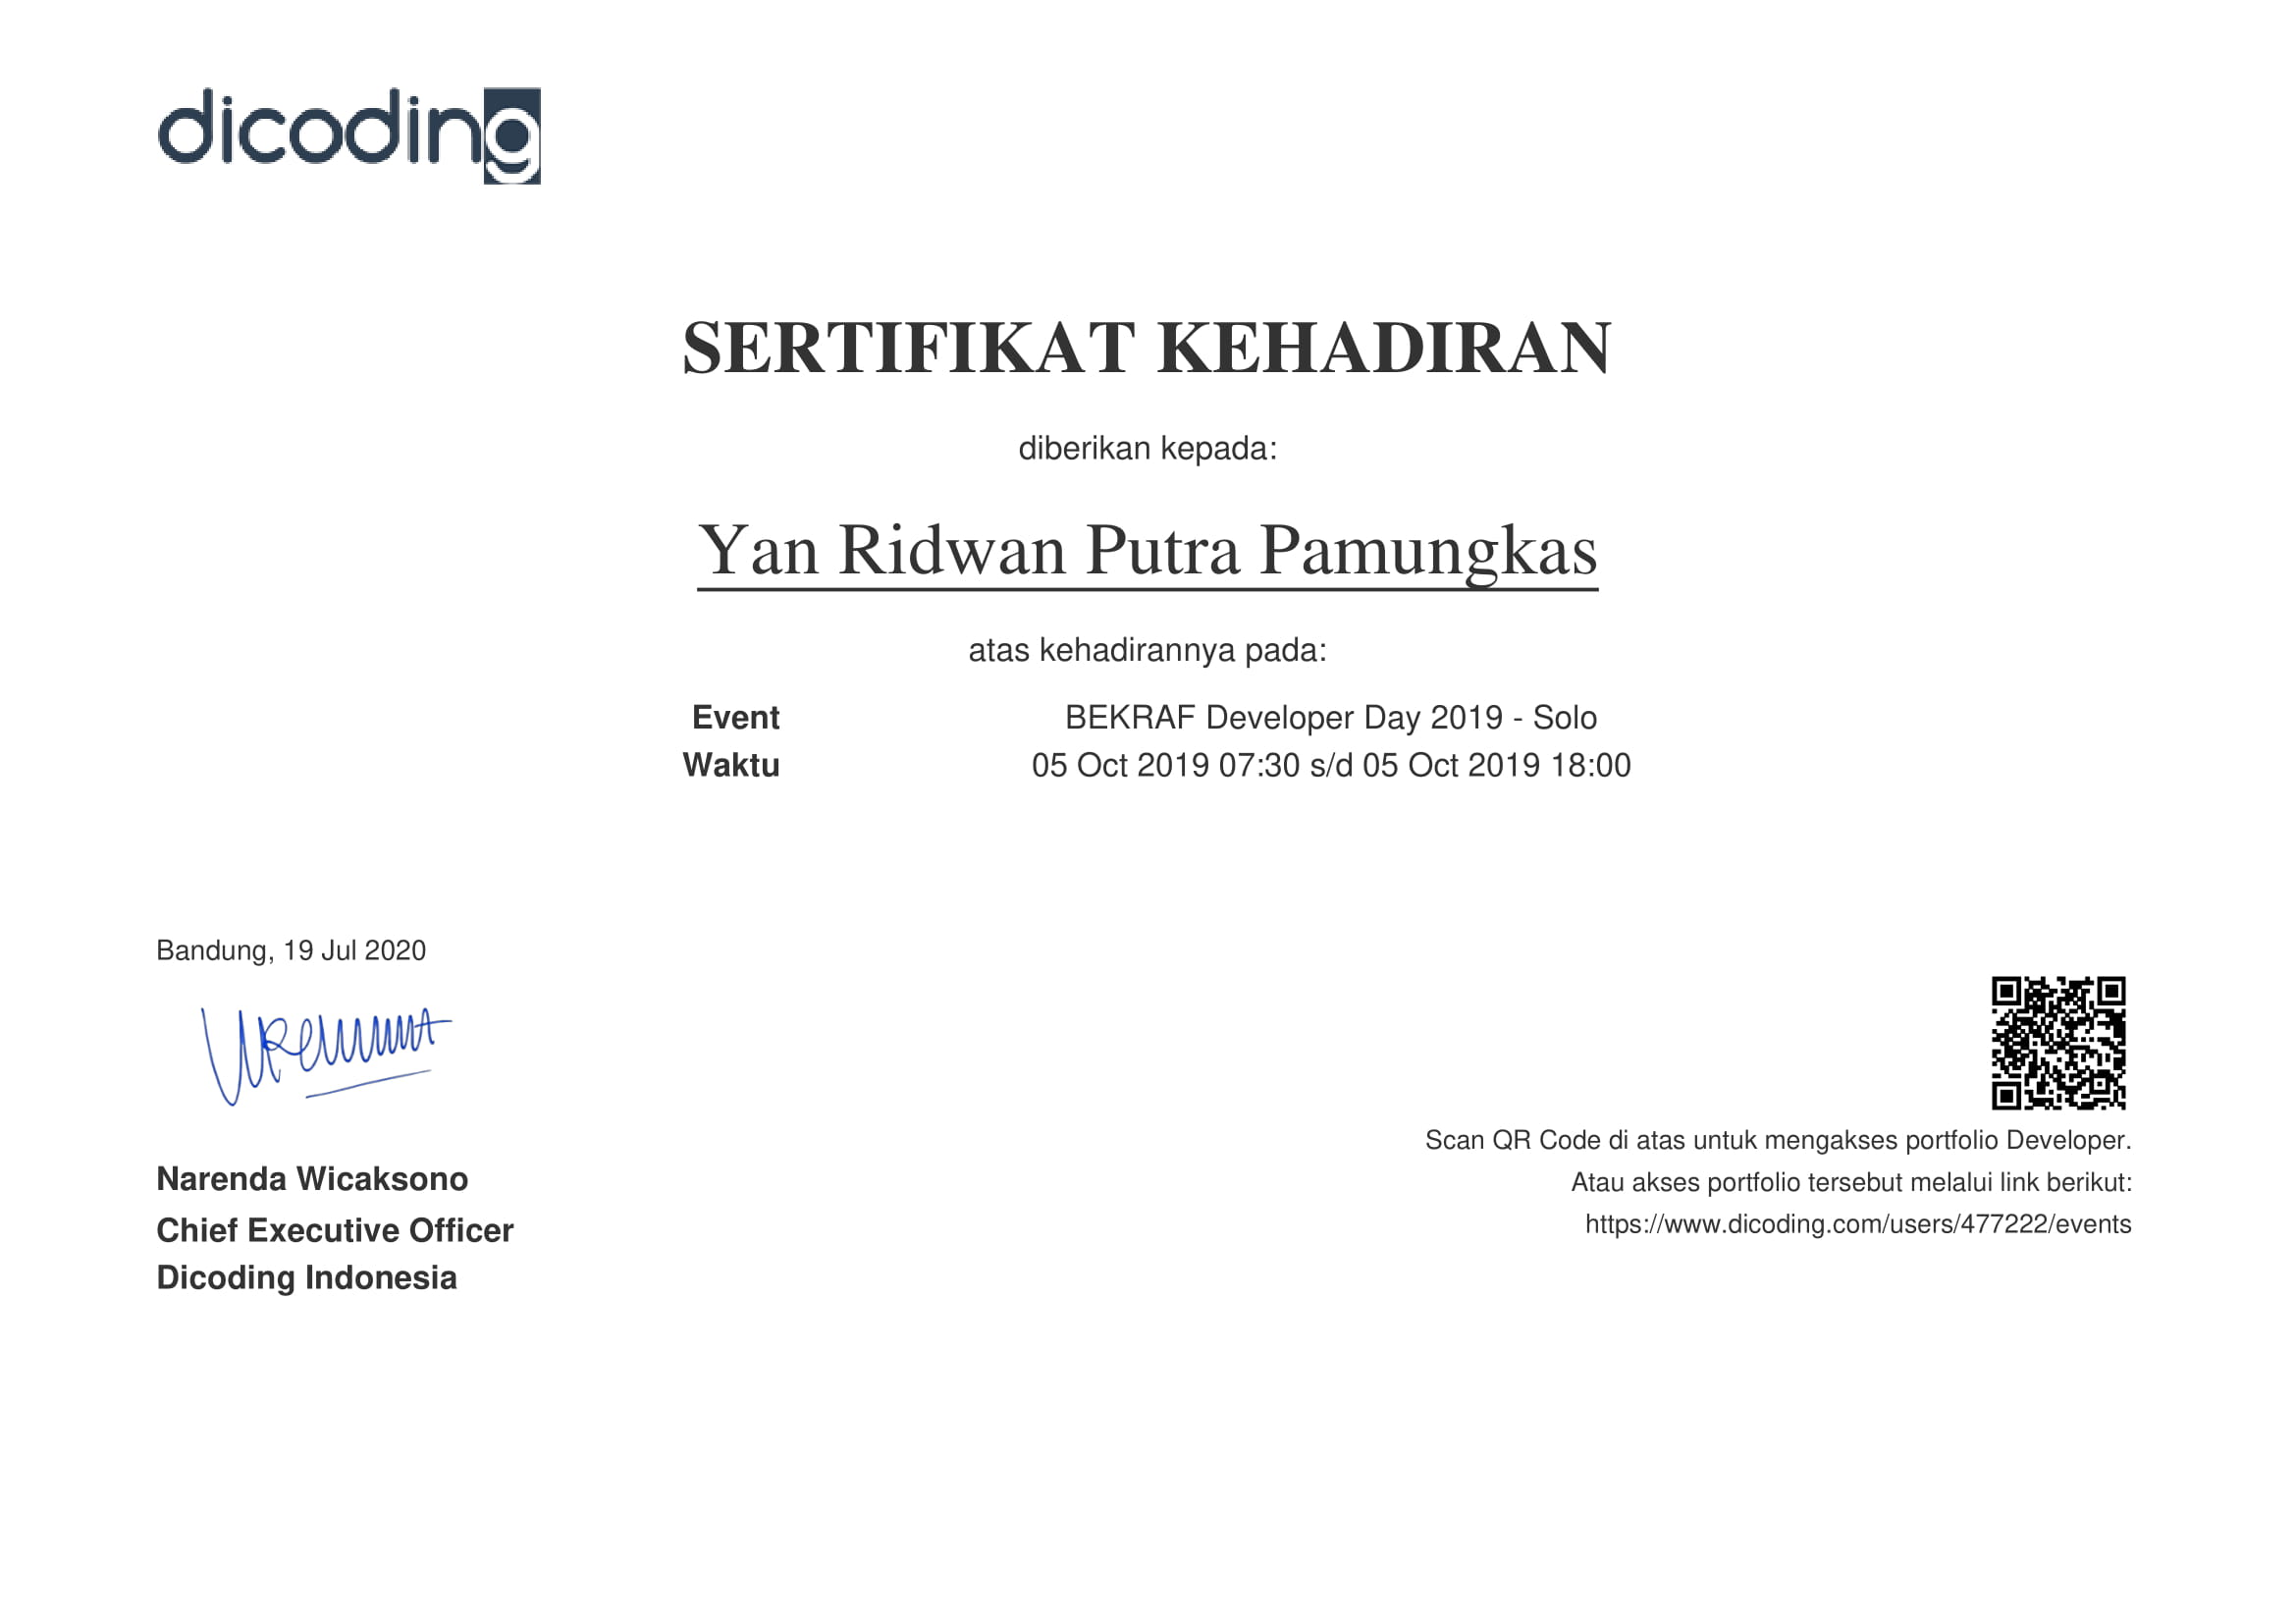 dicoding
SERTIFIKAT KEHADIRAN
diberikan kepada:
Yan Ridwan Putra Pamungkas
atas kehadirannya pada:
Event BEKRAF Developer Day 2019 - Solo
Waktu 05 Oct 2019 07:30 s/d 05 Oct 2019 18:00
Bandung, 19 Jul 2020
Narenda Wicaksono
Chief Executive Officer
Dicoding Indonesia
Scan QR Code di atas untuk mengakses portfolio Developer.
Atau akses portfolio tersebut melalui link berikut:
https://www.dicoding.com/users/477222/events